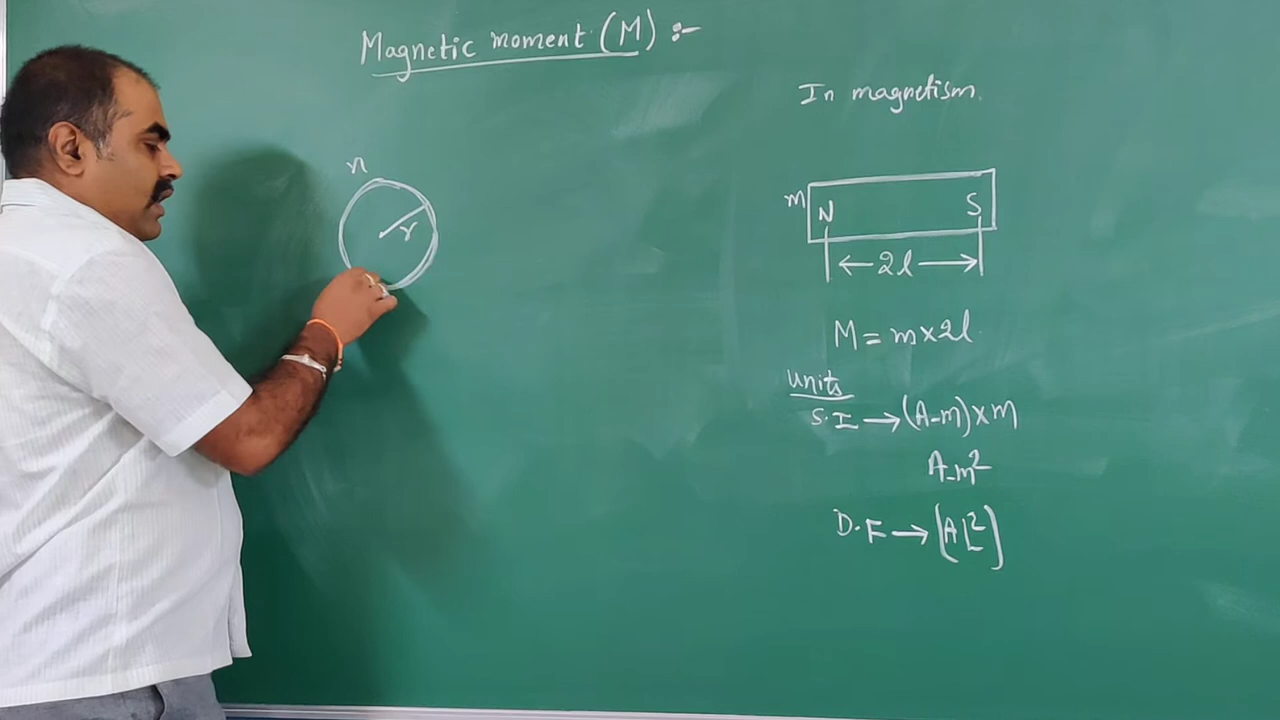 Magnetic moment (M) :-
In magnetism.
n
r
m
N S
2l
M = m×2l
Units
S.I → (A-m)×m
A-m²
D.F → [AL²]